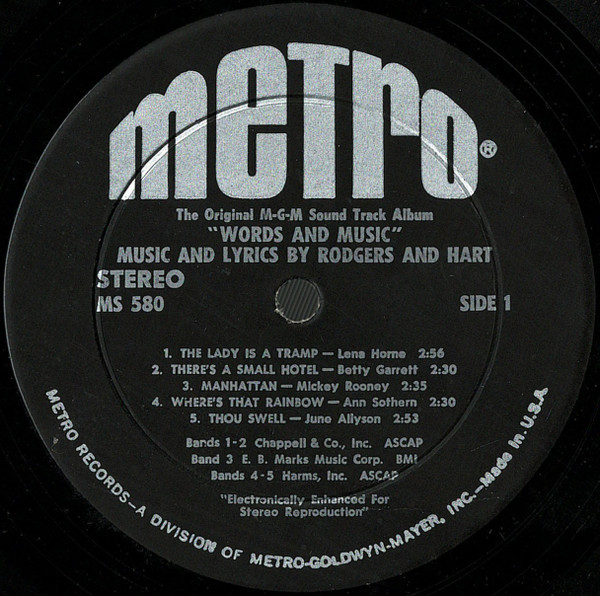 metro®
The Original M-G-M Sound Track Album
"WORDS AND MUSIC"
MUSIC AND LYRICS BY RODGERS AND HART
STEREO
MS 580
SIDE 1
1. THE LADY IS A TRAMP — Lena Horne 2:56
2. THERE'S A SMALL HOTEL — Betty Garrett 2:30
3. MANHATTAN — Mickey Rooney 2:35
4. WHERE'S THAT RAINBOW — Ann Sothern 2:30
5. THOU SWELL — June Allyson 2:53
Bands 1-2 Chappell & Co., Inc. ASCAP
Band 3 E. B. Marks Music Corp. BMI
Bands 4-5 Harms, Inc. ASCAP
"Electronically Enhanced For
Stereo Reproduction"
METRO RECORDS—A DIVISION OF METRO-GOLDWYN-MAYER, INC.—Made in U.S.A.